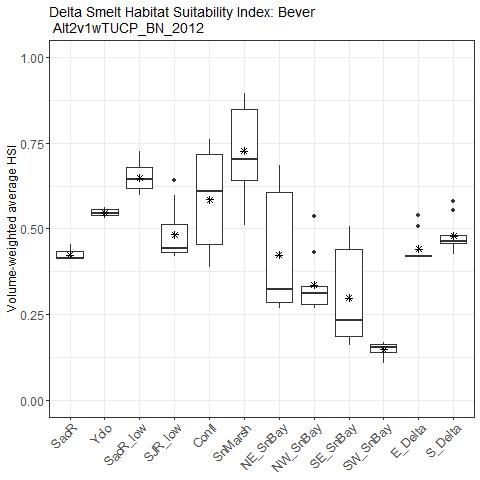 Delta Smelt Habitat Suitability Index: Bever
Alt2v1wTUCP_BN_2012
Volume-weighted average HSI
1.00
0.75
0.50
0.25
0.00
SacR
Yolo
SacR_low
SJR_low
Confl
SnMarsh
NE_SnBay
NW_SnBay
SE_SnBay
SW_SnBay
E_Delta
S_Delta